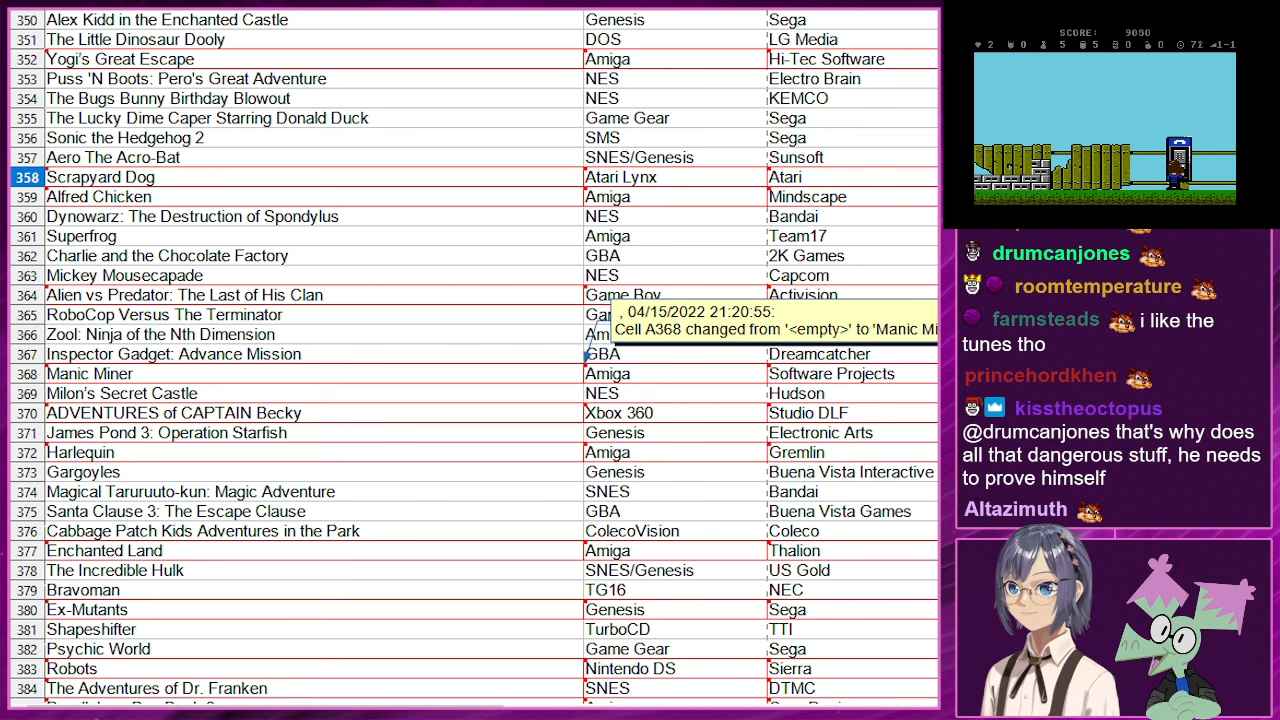 350 Alex Kidd in the Enchanted Castle Genesis Sega
351 The Little Dinosaur Dooly DOS LG Media
352 Yogi's Great Escape Amiga Hi-Tec Software
353 Puss 'N Boots: Pero's Great Adventure NES Electro Brain
354 The Bugs Bunny Birthday Blowout NES KEMCO
355 The Lucky Dime Caper Starring Donald Duck Game Gear Sega
356 Sonic the Hedgehog 2 SMS Sega
357 Aero The Acro-Bat SNES/Genesis Sunsoft
358 Scrapyard Dog Atari Lynx Atari
359 Alfred Chicken Amiga Mindscape
360 Dynowarz: The Destruction of Spondylus NES Bandai
361 Superfrog Amiga Team17
362 Charlie and the Chocolate Factory GBA 2K Games
363 Mickey Mousecapade NES Capcom
364 Alien vs Predator: The Last of His Clan Game Boy Activision
365 RoboCop Versus The Terminator Gam
366 Zool: Ninja of the Nth Dimension Am
, 04/15/2022 21:20:55:
Cell A368 changed from '<empty>' to 'Manic Mi
367 Inspector Gadget: Advance Mission GBA Dreamcatcher
368 Manic Miner Amiga Software Projects
369 Milon's Secret Castle NES Hudson
370 ADVENTURES of CAPTAIN Becky Xbox 360 Studio DLF
371 James Pond 3: Operation Starfish Genesis Electronic Arts
372 Harlequin Amiga Gremlin
373 Gargoyles Genesis Buena Vista Interactive
374 Magical Taruruuto-kun: Magic Adventure SNES Bandai
375 Santa Clause 3: The Escape Clause GBA Buena Vista Games
376 Cabbage Patch Kids Adventures in the Park ColecoVision Coleco
377 Enchanted Land Amiga Thalion
378 The Incredible Hulk SNES/Genesis US Gold
379 Bravoman TG16 NEC
380 Ex-Mutants Genesis Sega
381 Shapeshifter TurboCD TTI
382 Psychic World Game Gear Sega
383 Robots Nintendo DS Sierra
384 The Adventures of Dr. Franken SNES DTMC
SCORE: 9050
2 0 5 5 0 0 71 1-1
drumcanjones
roomtemperature
farmsteads i like the
tunes tho
princehordkhen
kisstheoctopus
@drumcanjones that's why does
all that dangerous stuff, he needs
to prove himself
Altazimuth